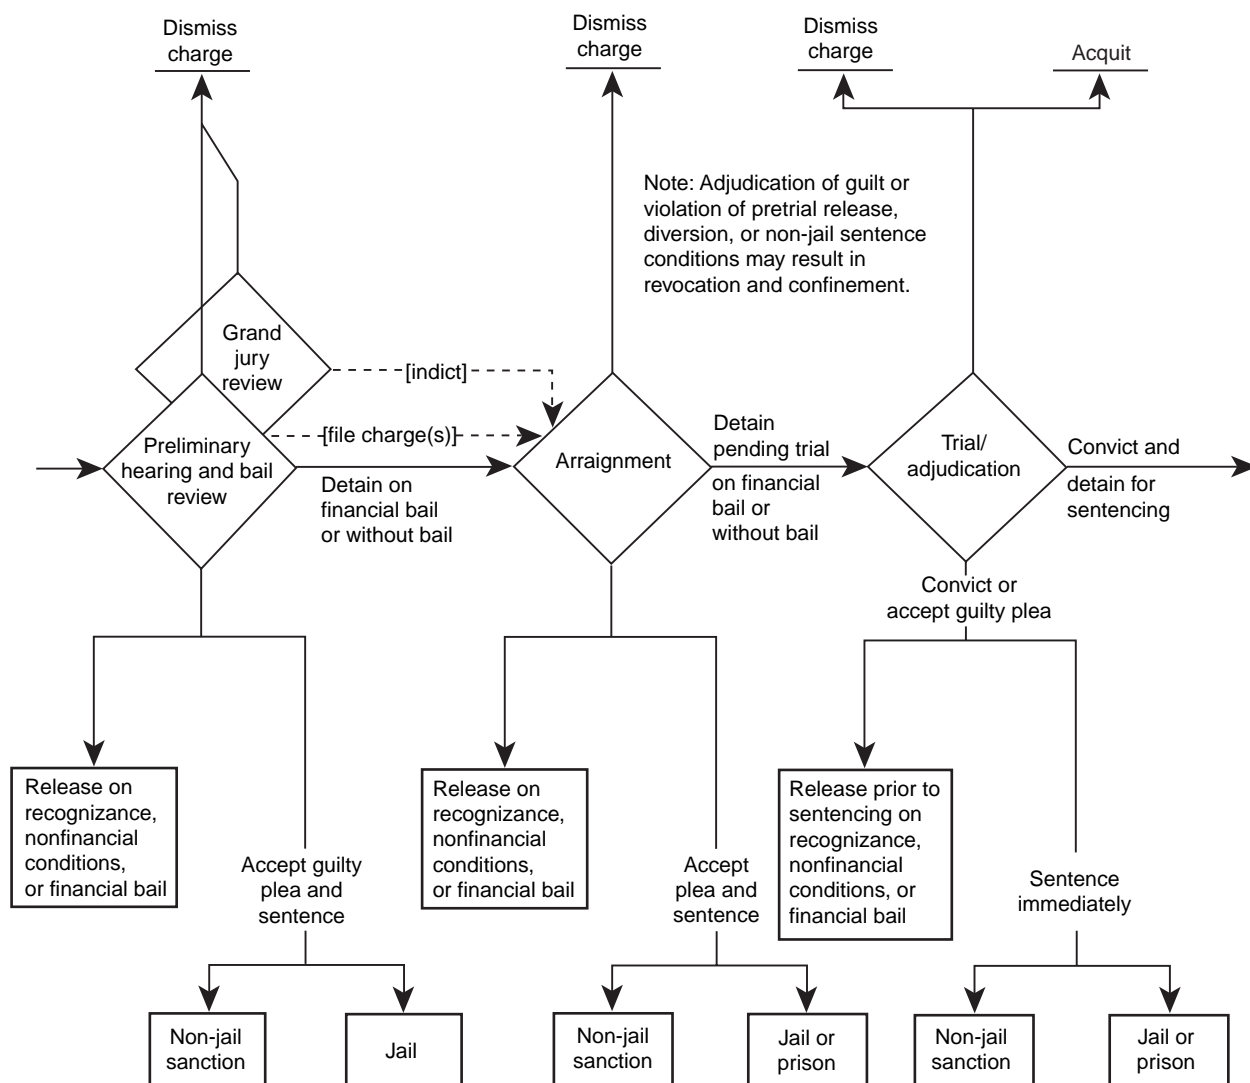 Dismiss
charge
Dismiss
charge
Dismiss
charge
Acquit
Note: Adjudication of guilt or
violation of pretrial release,
diversion, or non-jail sentence
conditions may result in
revocation and confinement.
Grand
jury
review
[indict]
[file charge(s)]
Preliminary
hearing and bail
review
Detain on
financial bail
or without bail
Arraignment
Detain
pending trial
on financial
bail or
without bail
Trial/
adjudication
Convict and
detain for
sentencing
Convict or
accept guilty plea
Release on
recognizance,
nonfinancial
conditions,
or financial bail
Accept guilty
plea and
sentence
Release on
recognizance,
nonfinancial
conditions,
or financial bail
Accept
plea and
sentence
Release prior to
sentencing on
recognizance,
nonfinancial
conditions, or
financial bail
Sentence
immediately
Non-jail
sanction
Jail
Non-jail
sanction
Jail or
prison
Non-jail
sanction
Jail or
prison